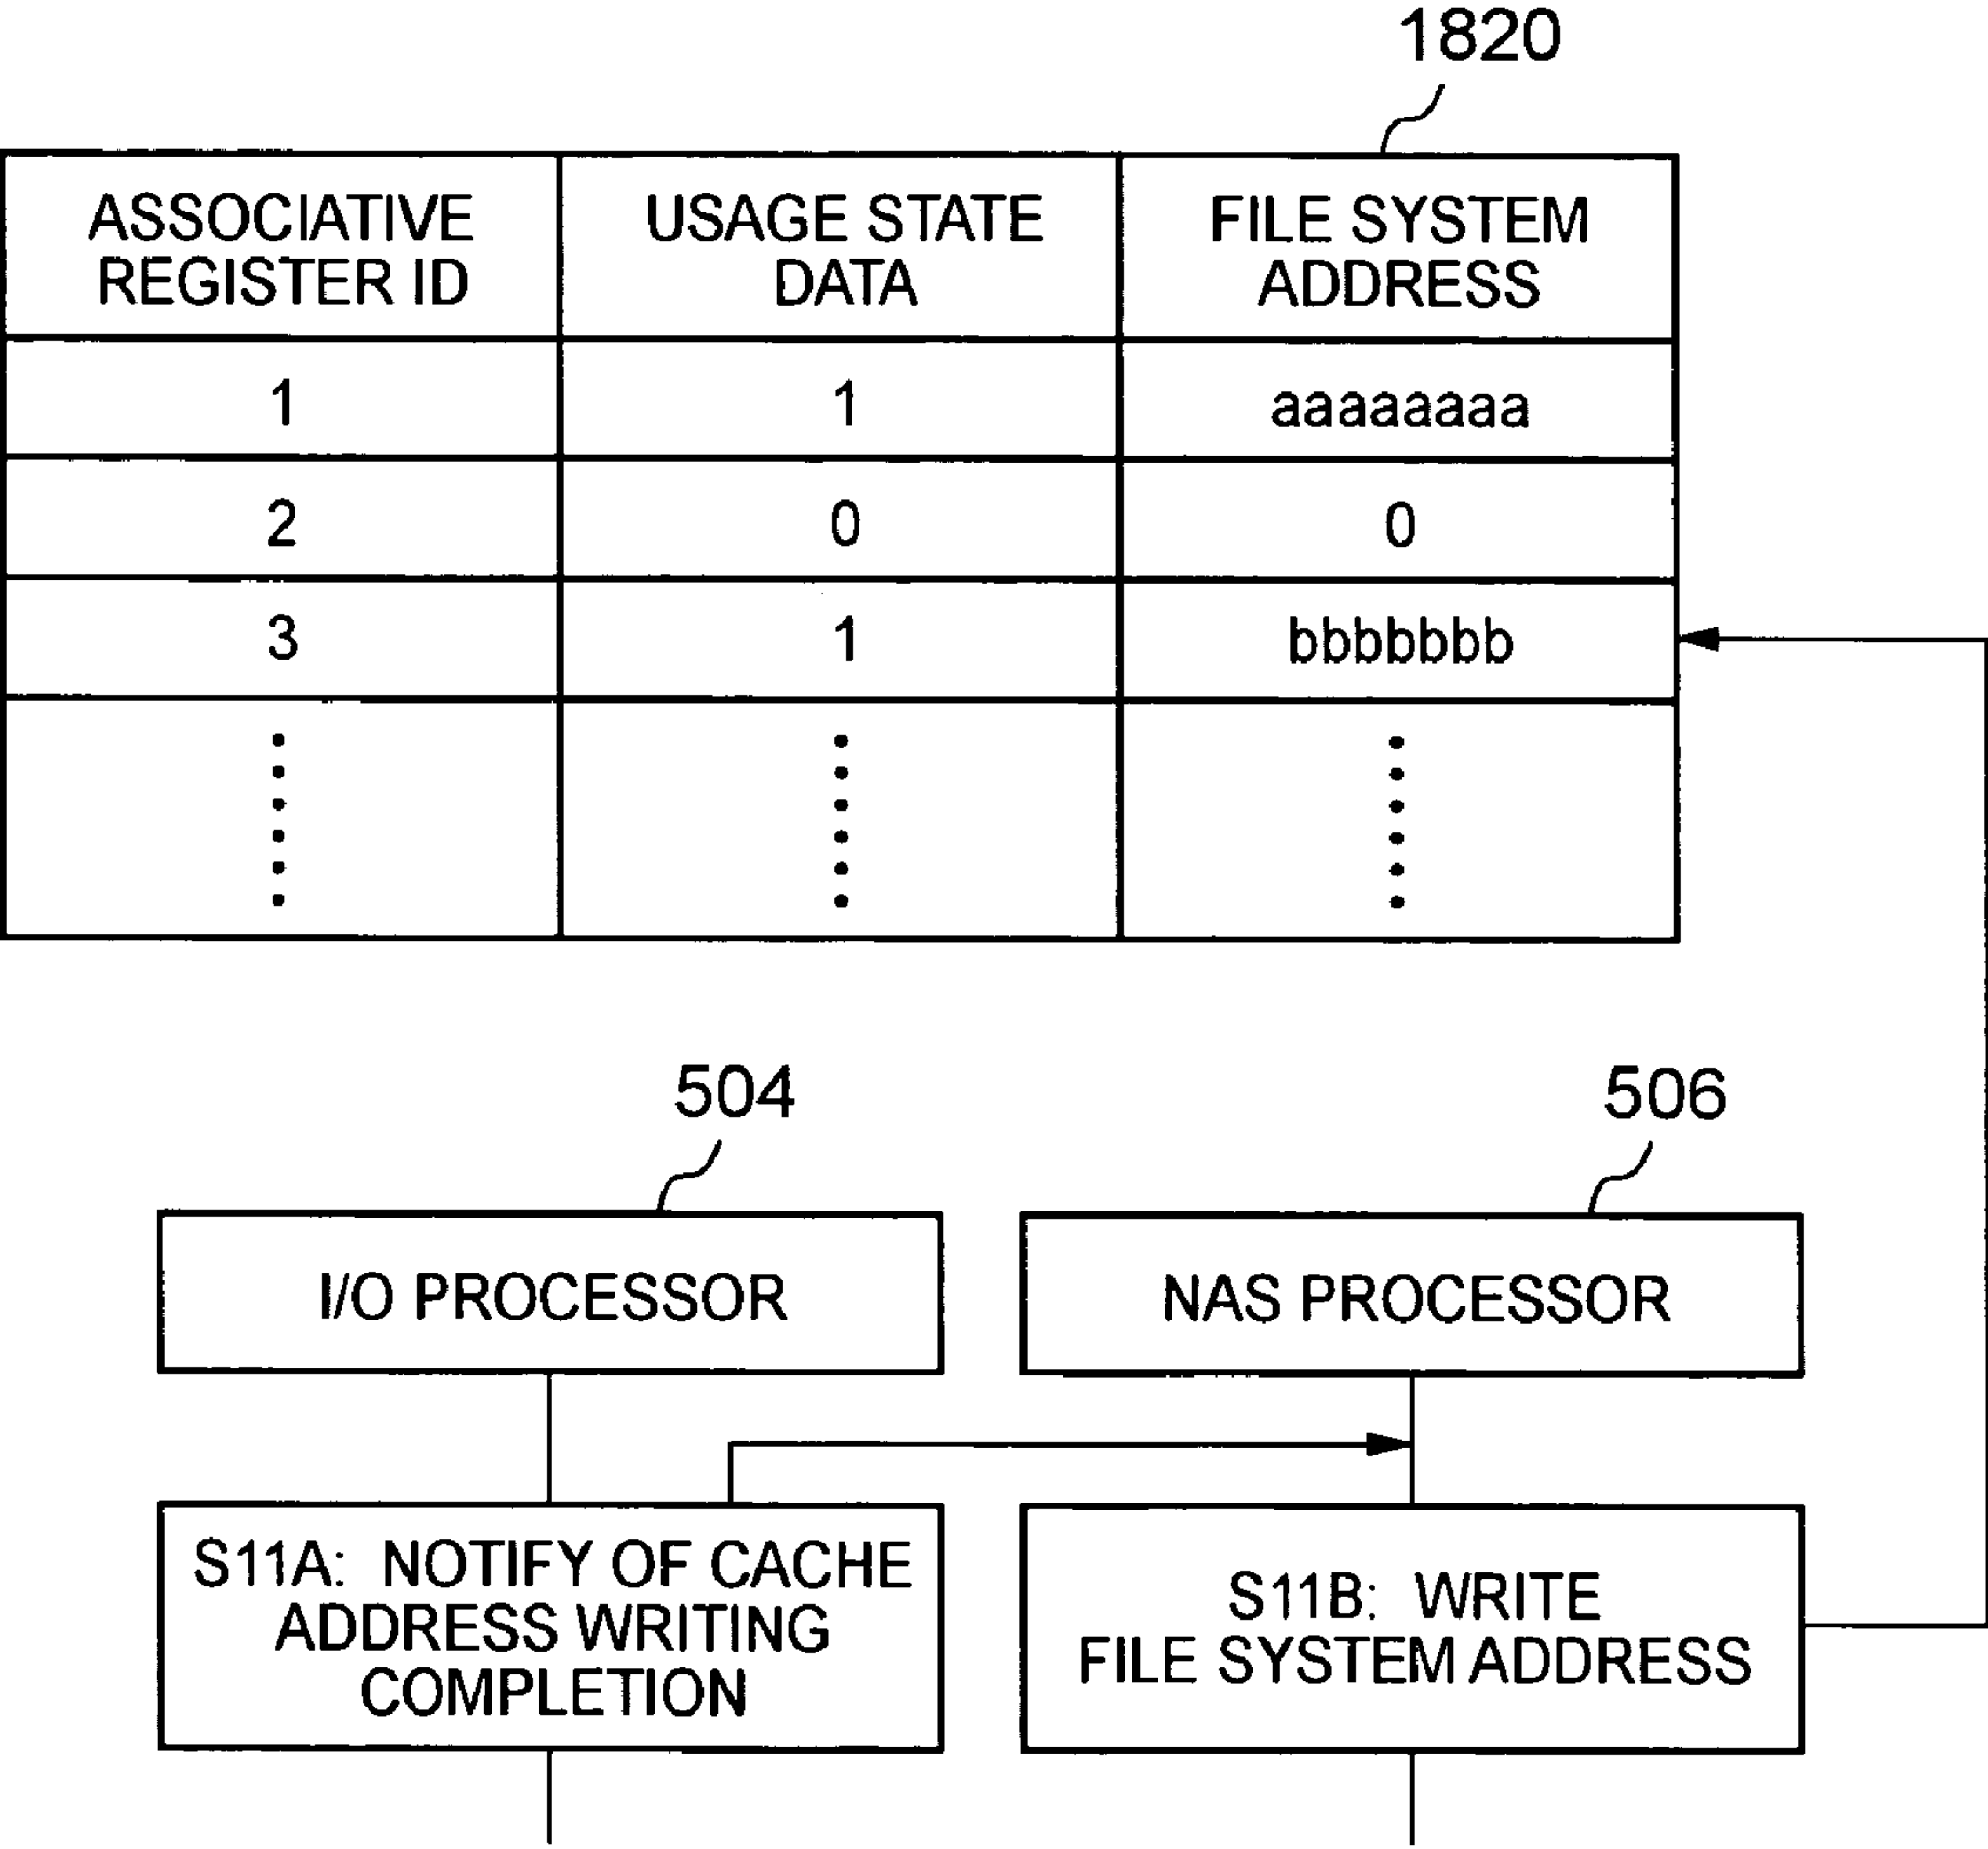 1820
ASSOCIATIVE REGISTER ID
USAGE STATE DATA
FILE SYSTEM ADDRESS
1 1 aaaaaaaa
2 0 0
3 1 bbbbbbb
504
506
I/O PROCESSOR
NAS PROCESSOR
S11A: NOTIFY OF CACHE
ADDRESS WRITING
COMPLETION
S11B: WRITE
FILE SYSTEM ADDRESS